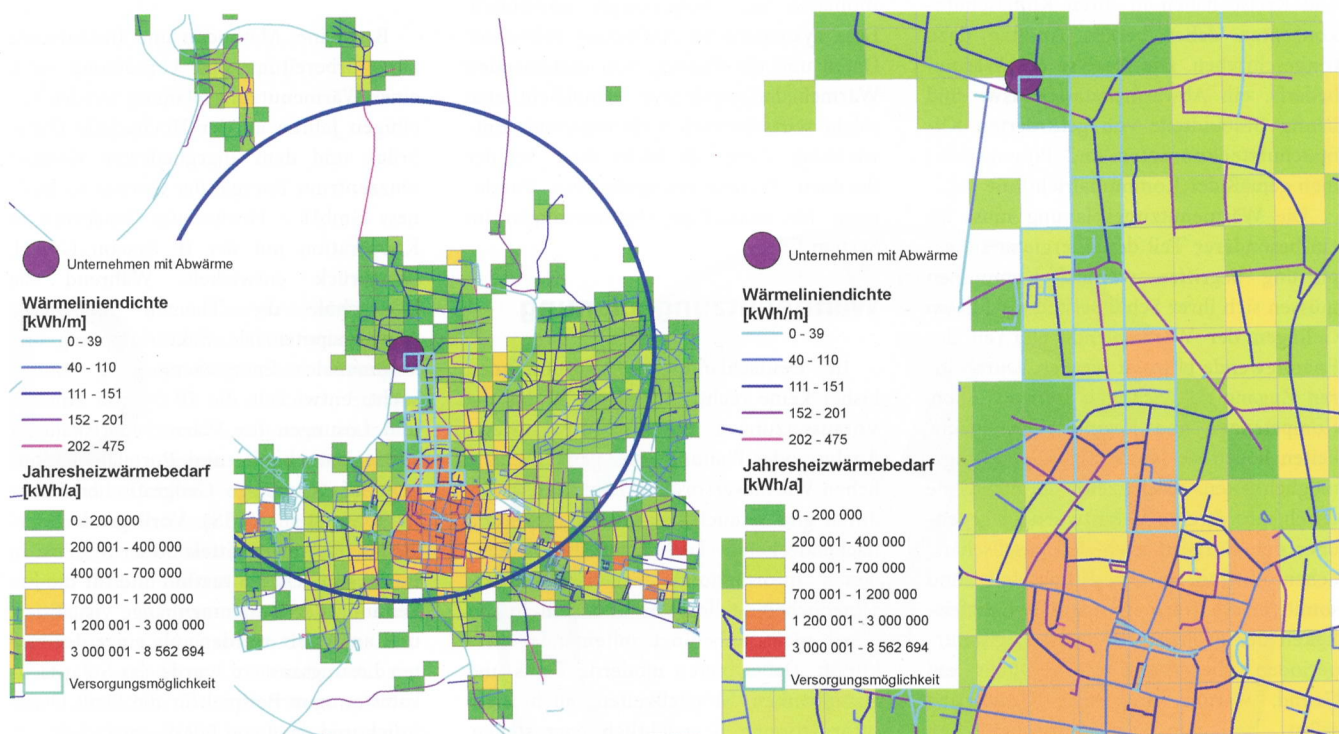 Unternehmen mit Abwärme
Wärmeliniendichte
[kWh/m]
0 - 39
40 - 110
111 - 151
152 - 201
202 - 475
Jahresheizwärmebedarf
[kWh/a]
0 - 200 000
200 001 - 400 000
400 001 - 700 000
700 001 - 1 200 000
1 200 001 - 3 000 000
3 000 001 - 8 562 694
Versorgungsmöglichkeit
Unternehmen mit Abwärme
Wärmeliniendichte
[kWh/m]
0 - 39
40 - 110
111 - 151
152 - 201
202 - 475
Jahresheizwärmebedarf
[kWh/a]
0 - 200 000
200 001 - 400 000
400 001 - 700 000
700 001 - 1 200 000
1 200 001 - 3 000 000
3 000 001 - 8 562 694
Versorgungsmöglichkeit